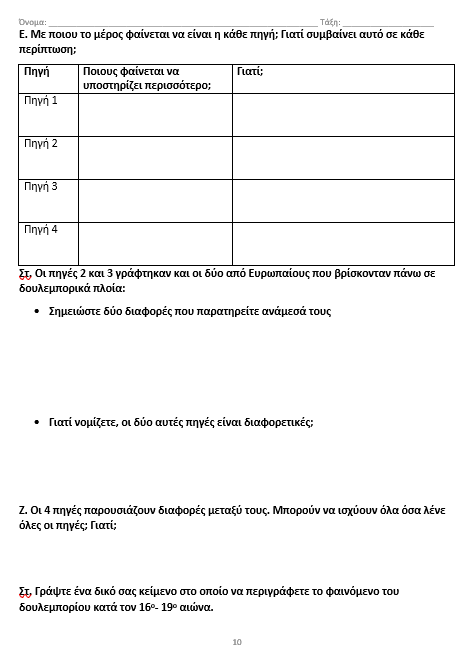 Όνομα: ______________________________ Τάξη: ____________________
Ε. Με ποιου το μέρος φαίνεται να είναι η κάθε πηγή; Γιατί συμβαίνει αυτό σε κάθε
περίπτωση;
Πηγή Ποιους φαίνεται να Γιατί;
υποστηρίζει περισσότερο;
Πηγή 1
Πηγή 2
Πηγή 3
Πηγή 4
Στ. Οι πηγές 2 και 3 γράφτηκαν και οι δύο από Ευρωπαίους που βρίσκονταν πάνω σε
δουλεμπορικά πλοία:
• Σημειώστε δύο διαφορές που παρατηρείτε ανάμεσά τους
• Γιατί νομίζετε, οι δύο αυτές πηγές είναι διαφορετικές;
Ζ. Οι 4 πηγές παρουσιάζουν διαφορές μεταξύ τους. Μπορούν να ισχύουν όλα όσα λένε
όλες οι πηγές; Γιατί;
Στ. Γράψτε ένα δικό σας κείμενο στο οποίο να περιγράφετε το φαινόμενο του
δουλεμπορίου κατά τον 16ο- 19ο αιώνα.
10